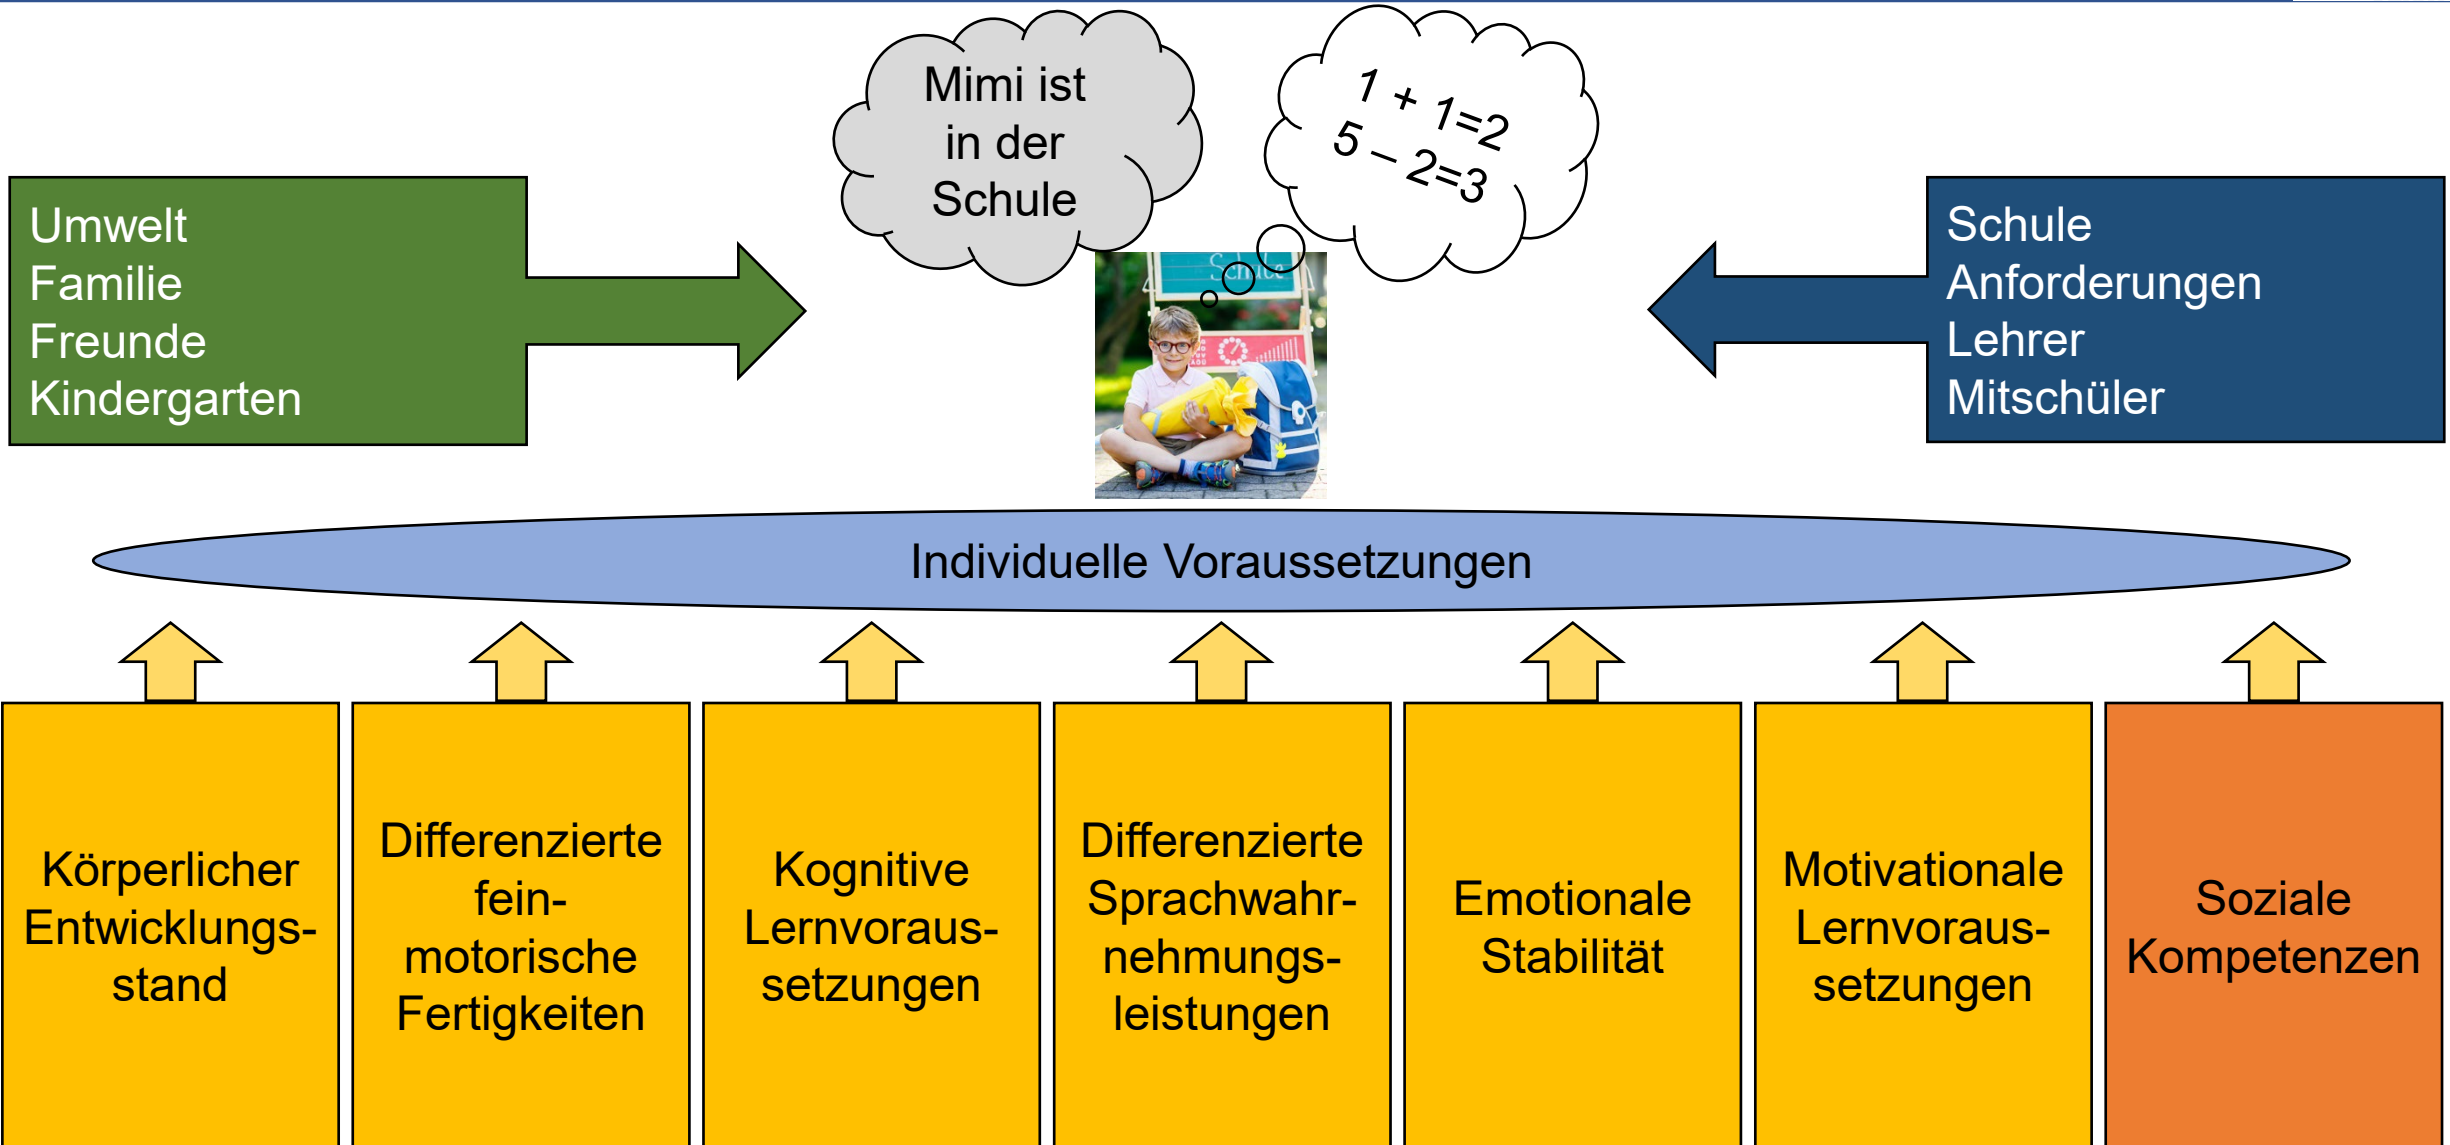 Mimi ist
in der
Schule
1 + 1=2
5 – 2=3
Umwelt
Familie
Freunde
Kindergarten
Schule
Anforderungen
Lehrer
Mitschüler
Schule
Individuelle Voraussetzungen
Körperlicher
Entwicklungs-
stand
Differenzierte
fein-
motorische
Fertigkeiten
Kognitive
Lernvoraus-
setzungen
Differenzierte
Sprachwahr-
nehmungs-
leistungen
Emotionale
Stabilität
Motivationale
Lernvoraus-
setzungen
Soziale
Kompetenzen